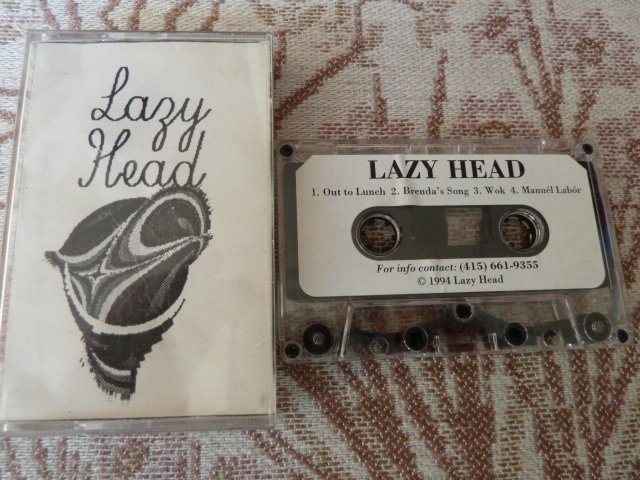 Lazy
Head
LAZY HEAD
1. Out to Lunch 2. Brenda's Song 3. Wok 4. Manuél Labór
For info contact: (415) 661-9355
© 1994 Lazy Head